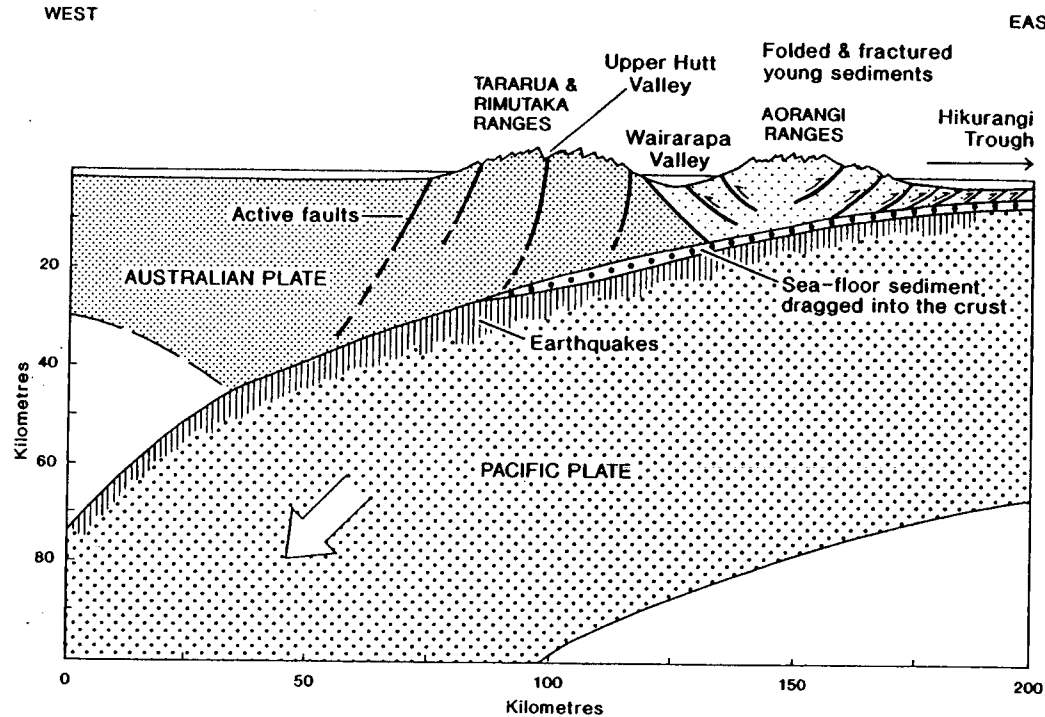 WEST
EAS
Folded & fractured
young sediments
Upper Hutt
Valley
TARARUA &
RIMUTAKA
RANGES
AORANGI
RANGES
Hikurangi
Trough
Wairarapa
Valley
Active faults
20
AUSTRALIAN PLATE
Sea-floor sediment
dragged into the crust
Earthquakes
40
Kilometres
60
PACIFIC PLATE
80
0
50
100
150
200
Kilometres